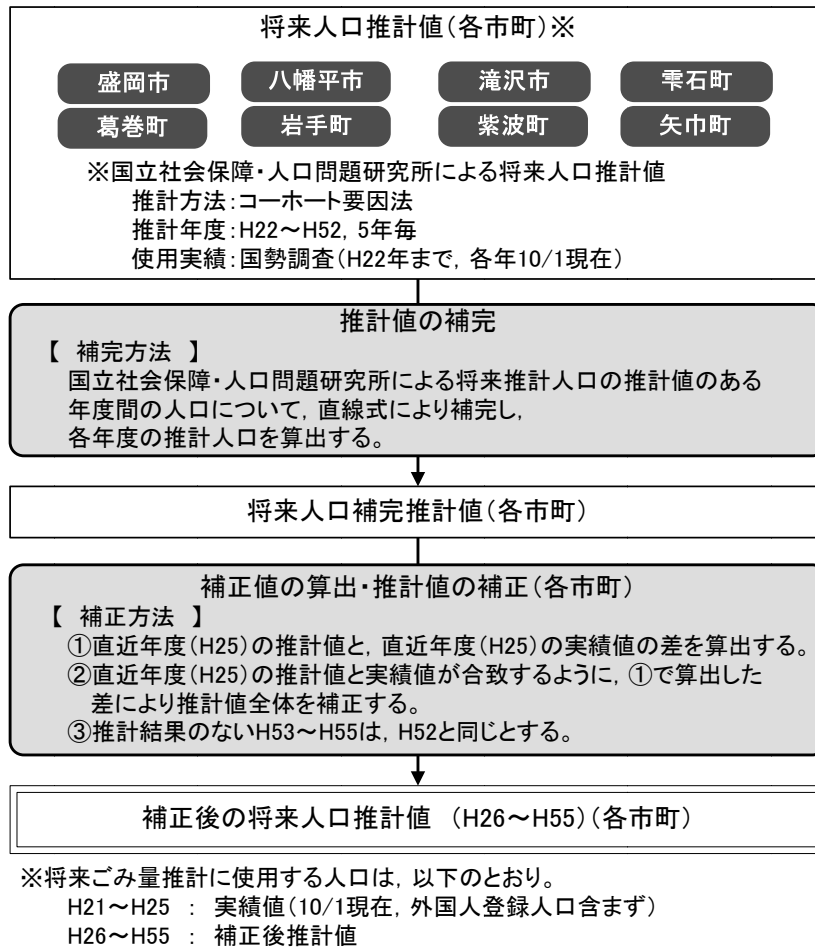 将来人口推計値(各市町)※
盛岡市 八幡平市 滝沢市 雫石町
葛巻町 岩手町 紫波町 矢巾町
※国立社会保障・人口問題研究所による将来人口推計値
推計方法:コーホート要因法
推計年度:H22～H52, 5年毎
使用実績:国勢調査(H22年まで, 各年10/1現在)
推計値の補完
【 補完方法 】
国立社会保障・人口問題研究所による将来推計人口の推計値のある
年度間の人口について, 直線式により補完し,
各年度の推計人口を算出する。
将来人口補完推計値(各市町)
補正値の算出・推計値の補正(各市町)
【 補正方法 】
①直近年度(H25)の推計値と, 直近年度(H25)の実績値の差を算出する。
②直近年度(H25)の推計値と実績値が合致するように, ①で算出した
差により推計値全体を補正する。
③推計結果のないH53～H55は, H52と同じとする。
補正後の将来人口推計値 (H26～H55)(各市町)
※将来ごみ量推計に使用する人口は, 以下のとおり。
H21～H25 : 実績値(10/1現在, 外国人登録人口含まず)
H26～H55 : 補正後推計値